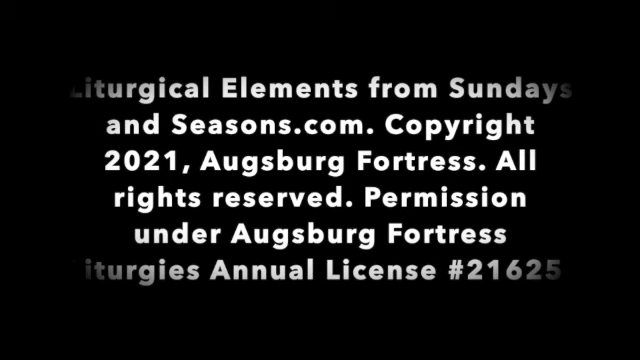 Liturgical Elements from Sundays
and Seasons.com. Copyright
2021, Augsburg Fortress. All
rights reserved. Permission
under Augsburg Fortress
Liturgies Annual License #21625